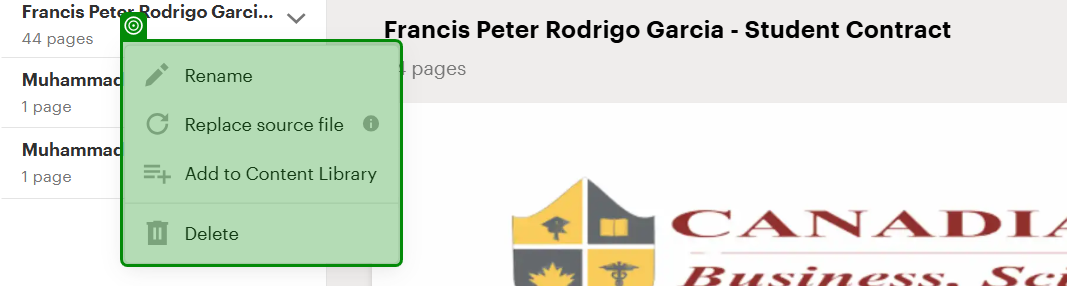 Francis Peter Rodrigo Garci...
44 pages
Muhammad
1 page
Muhammad
1 page
Rename
Replace source file
Add to Content Library
Delete
Francis Peter Rodrigo Garcia - Student Contract
4 pages
CANADIA
Business, Sci